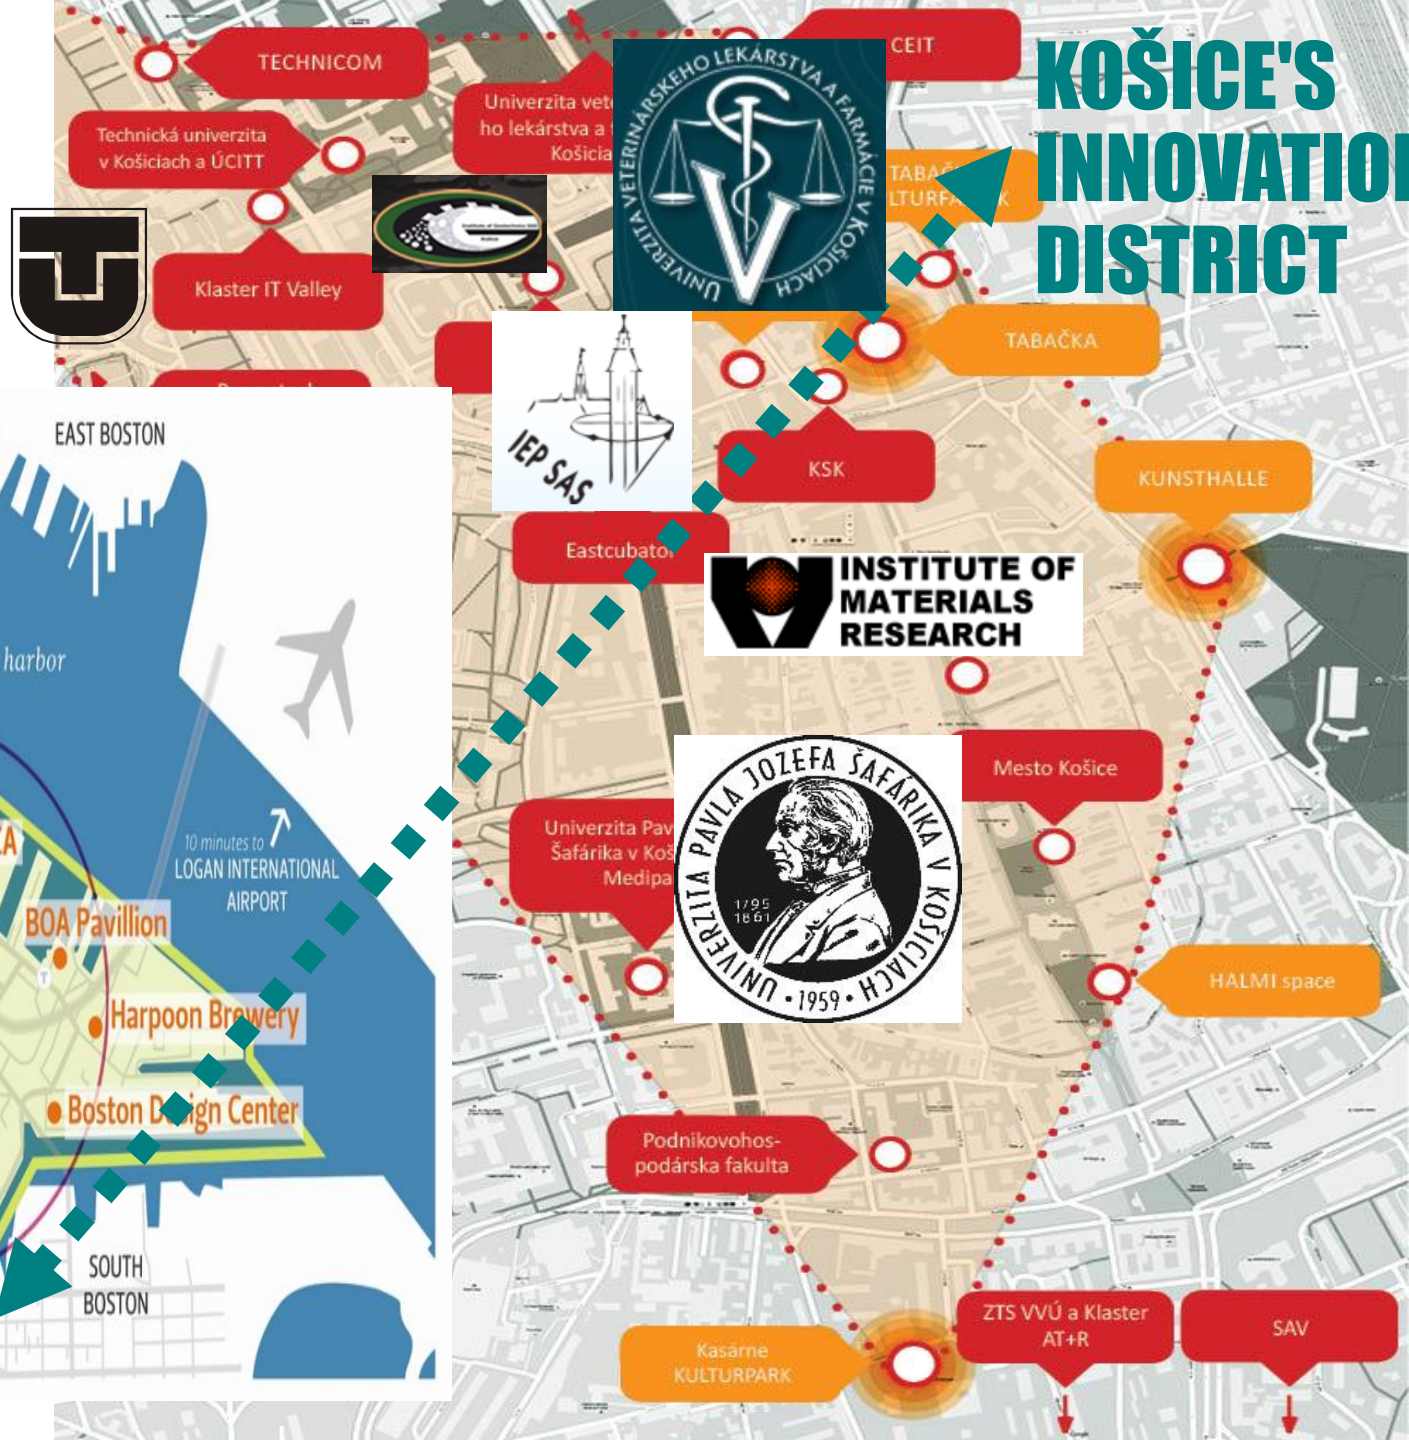 KOŠICE'S
INNOVATION
DISTRICT
TECHNICOM
CEIT
Technická univerzita
v Košiciach a ÚCITT
Univerzita vete
ho lekárstva a f
Košicia
UNIVERZITA VETERINÁRSKEHO LEKÁRSTVA A FARMÁCIE V KOŠICIACH
V
Klaster IT Valley
TABAČKA
IEP SAS
KSK
KUNSTHALLE
Eastcubator
INSTITUTE OF
MATERIALS
RESEARCH
Mesto Košice
Univerzita Pav
Šafárika v Koš
Medipa
UNIVERZITA PAVLA JOZEFA ŠAFÁRIKA V KOŠICIACH
1795
1861
· 1959 ·
HALMI space
Podnikovohos-
podárska fakulta
Kasárne
KULTURPARK
ZTS VVÚ a Klaster
AT+R
SAV
EAST BOSTON
harbor
10 minutes to
LOGAN INTERNATIONAL
AIRPORT
BOA Pavillion
T
Harpoon Brewery
Boston Design Center
SOUTH
BOSTON